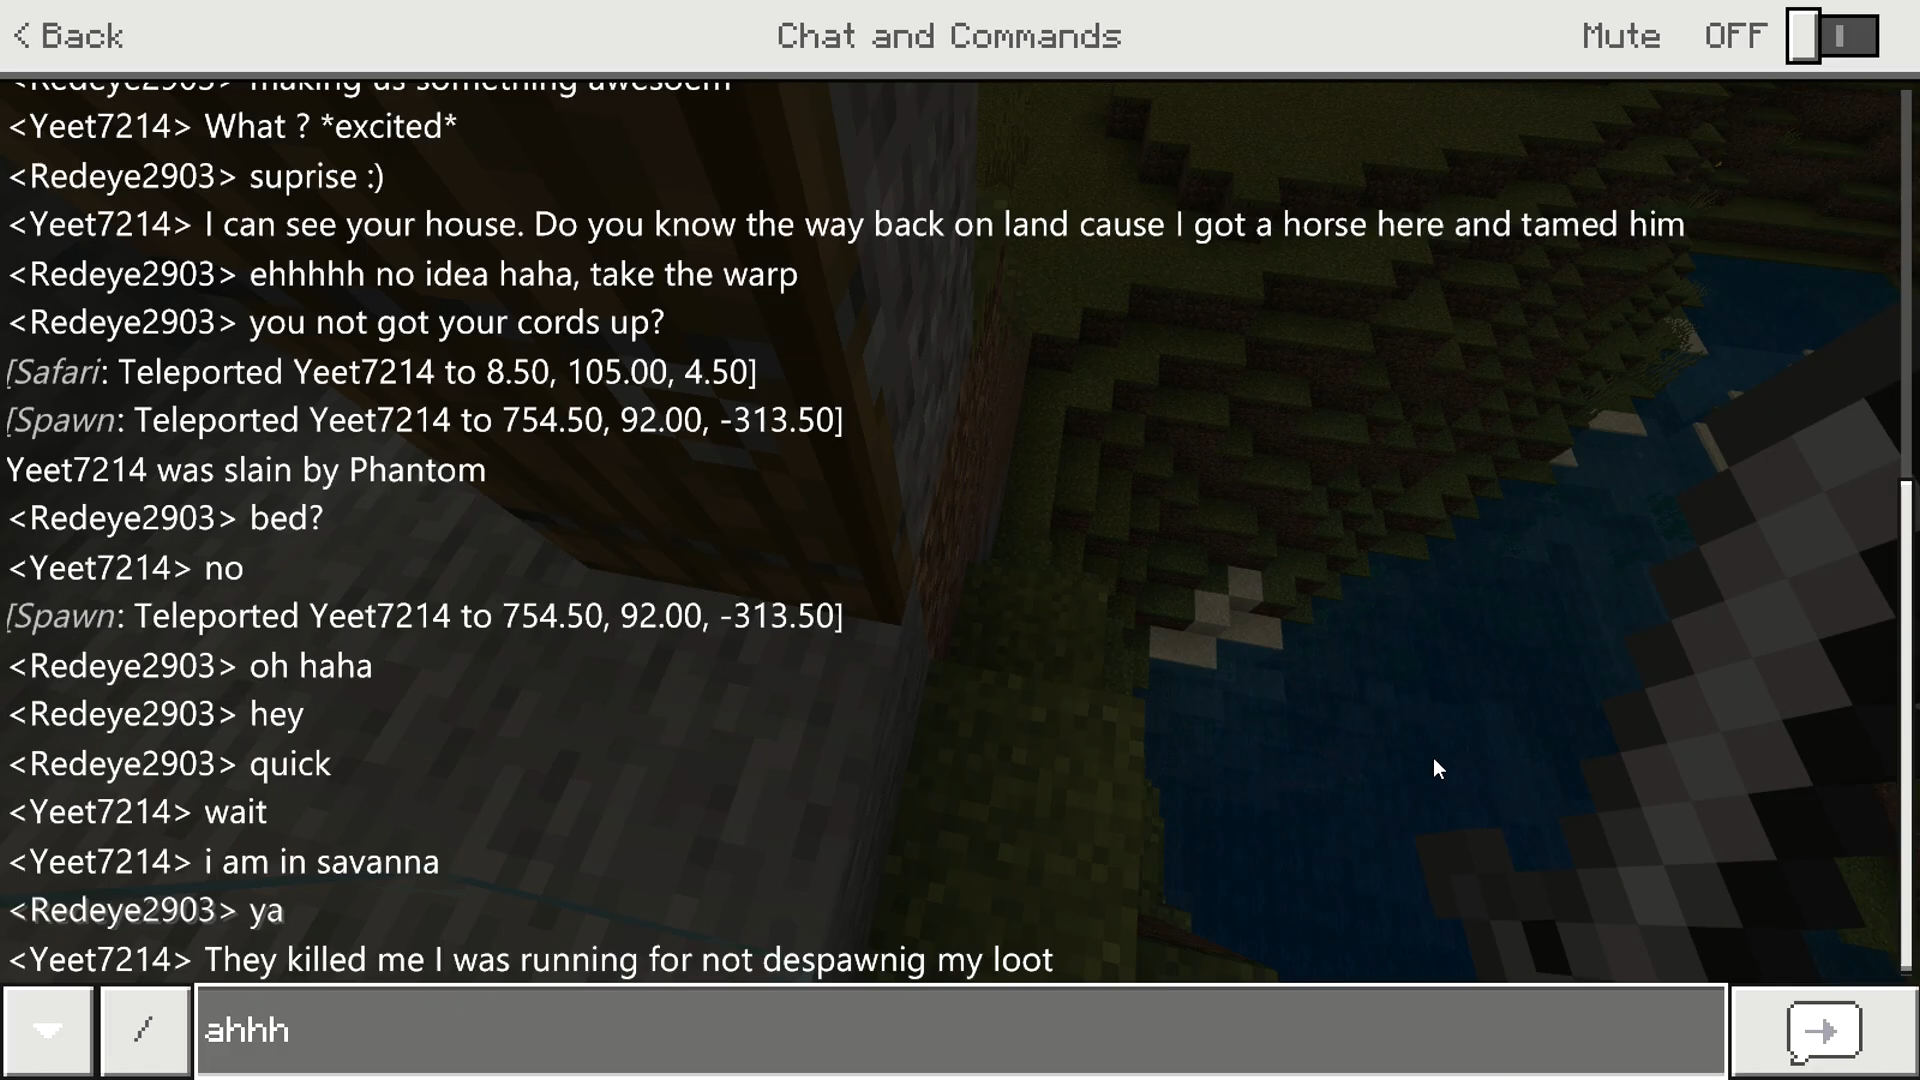 < Back
Chat and Commands
Mute OFF
<Redeye2903> making us something awesoem
<Yeet7214> What ? *excited*
<Redeye2903> suprise :)
<Yeet7214> I can see your house. Do you know the way back on land cause I got a horse here and tamed him
<Redeye2903> ehhhhh no idea haha, take the warp
<Redeye2903> you not got your cords up?
[Safari: Teleported Yeet7214 to 8.50, 105.00, 4.50]
[Spawn: Teleported Yeet7214 to 754.50, 92.00, -313.50]
Yeet7214 was slain by Phantom
<Redeye2903> bed?
<Yeet7214> no
[Spawn: Teleported Yeet7214 to 754.50, 92.00, -313.50]
<Redeye2903> oh haha
<Redeye2903> hey
<Redeye2903> quick
<Yeet7214> wait
<Yeet7214> i am in savanna
<Redeye2903> ya
<Yeet7214> They killed me I was running for not despawnig my loot
/
ahhh